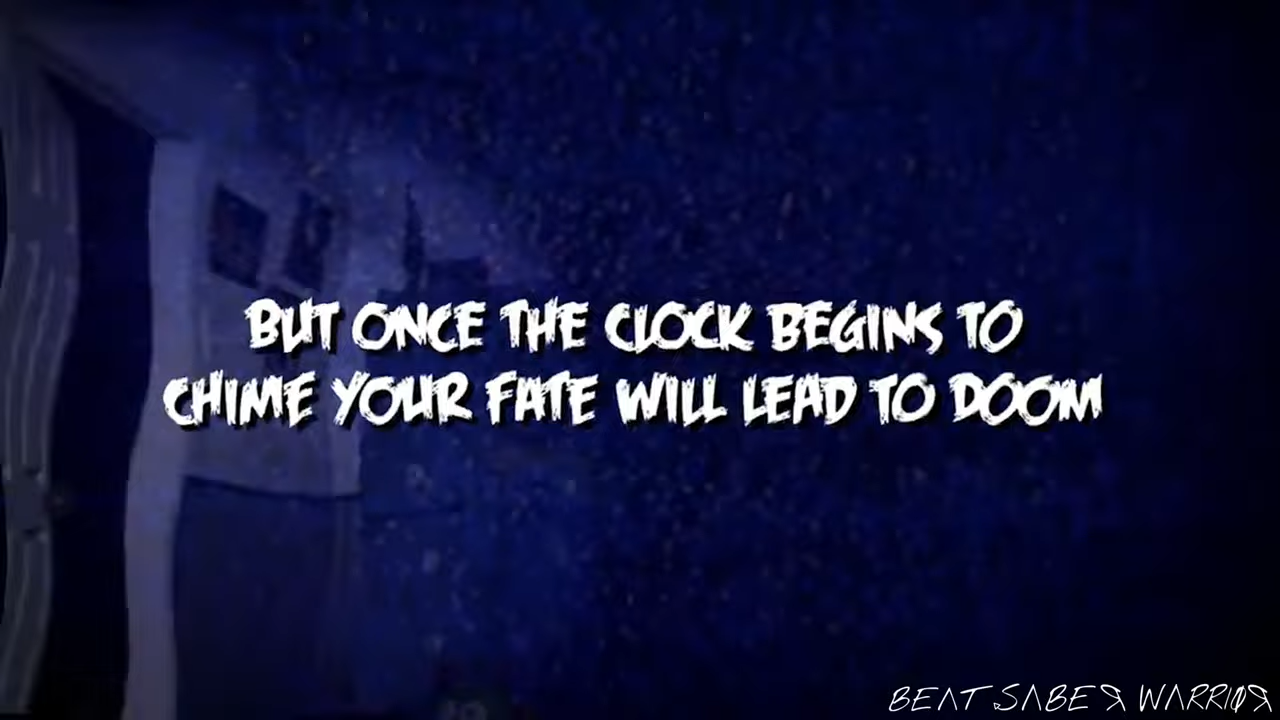 BUT ONCE THE CLOCK BEGINS TO
CHIME YOUR FATE WILL LEAD TO DOOM
BEAT SABER WARRIOR